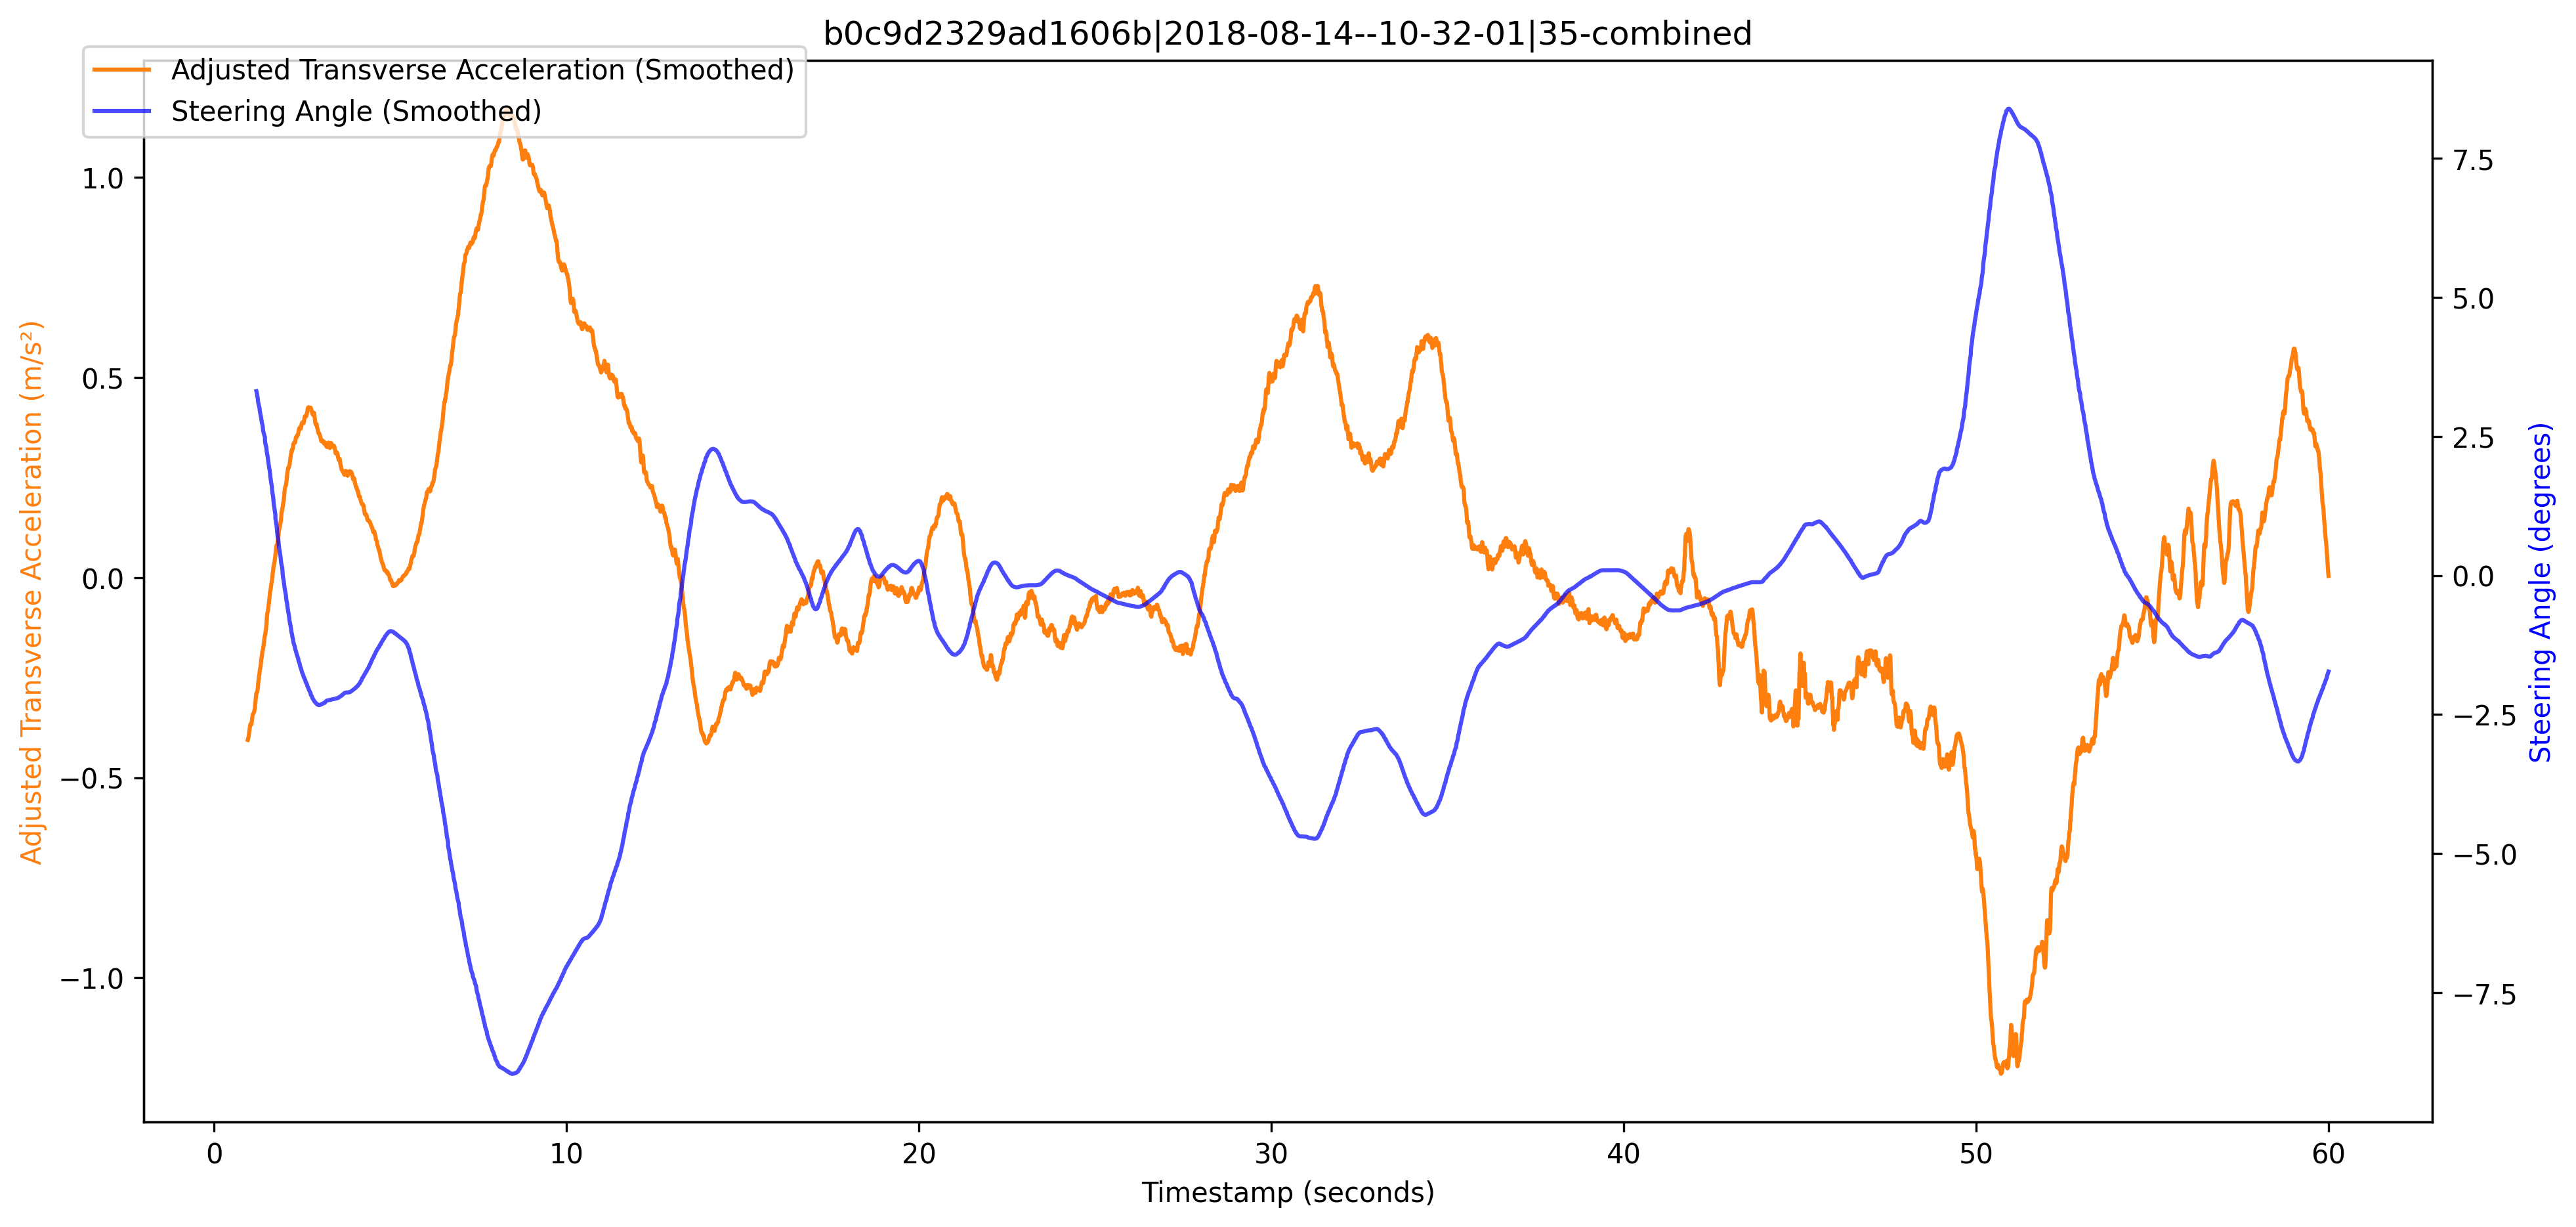 b0c9d2329ad1606b|2018-08-14--10-32-01|35-combined
Adjusted Transverse Acceleration (Smoothed)
Steering Angle (Smoothed)
Adjusted Transverse Acceleration (m/s²)
1.0
0.5
0.0
−0.5
−1.0
7.5
5.0
2.5
0.0
−2.5
−5.0
−7.5
Steering Angle (degrees)
0 10 20 30 40 50 60
Timestamp (seconds)